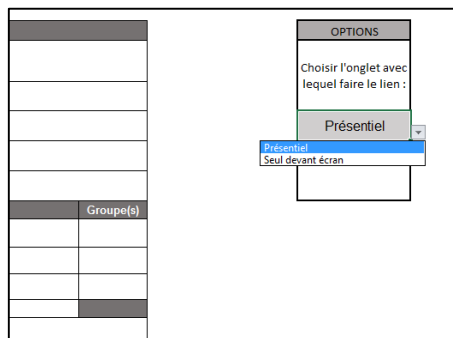 OPTIONS
Choisir l'onglet avec
lequel faire le lien :
Présentiel
Présentiel
Seul devant écran
Groupe(s)